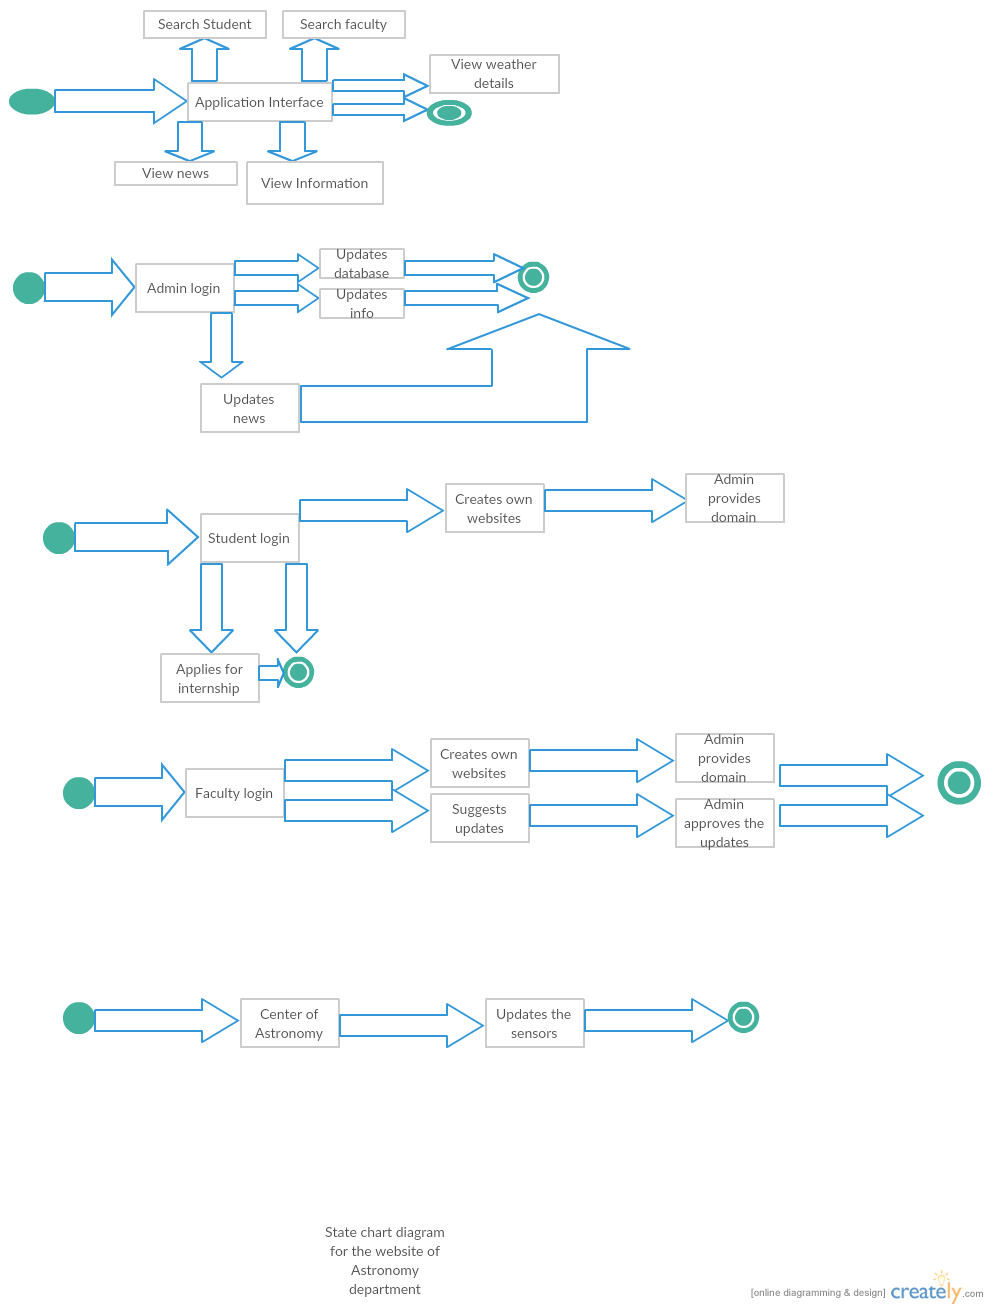 Search Student
Search faculty
View weather
details
Application Interface
View news
View Information
Updates
database
Admin login
Updates
info
Updates
news
Admin
provides
domain
Creates own
websites
Student login
Applies for
internship
Admin
provides
domain
Creates own
websites
Faculty login
Suggests
updates
Admin
approves the
updates
Center of
Astronomy
Updates the
sensors
State chart diagram
for the website of
Astronomy
department
[online diagramming & design] creately.com